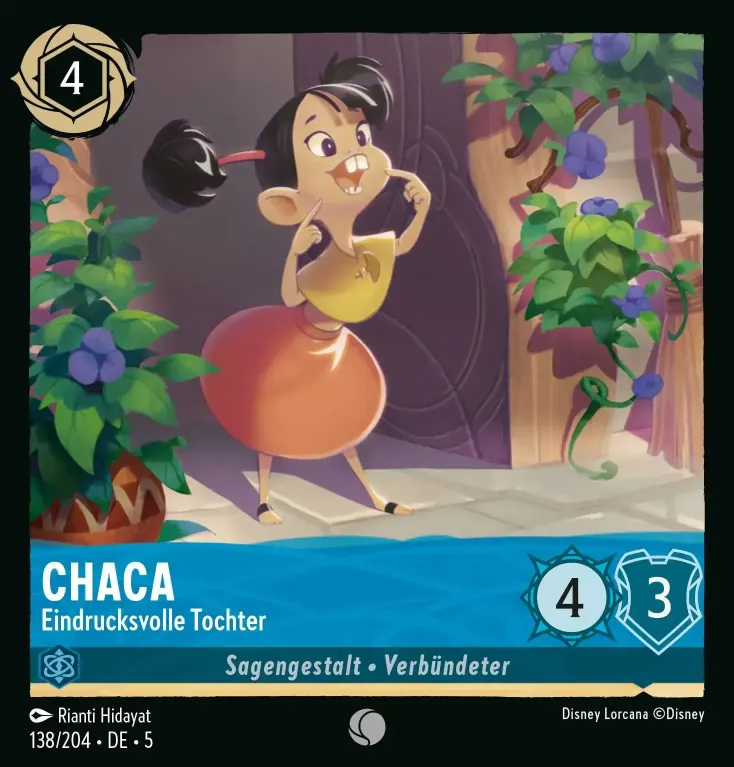 4
CHACA
Eindrucksvolle Tochter
4 3
Sagengestalt • Verbündeter
Rianti Hidayat
Disney Lorcana ©Disney
138/204 • DE • 5